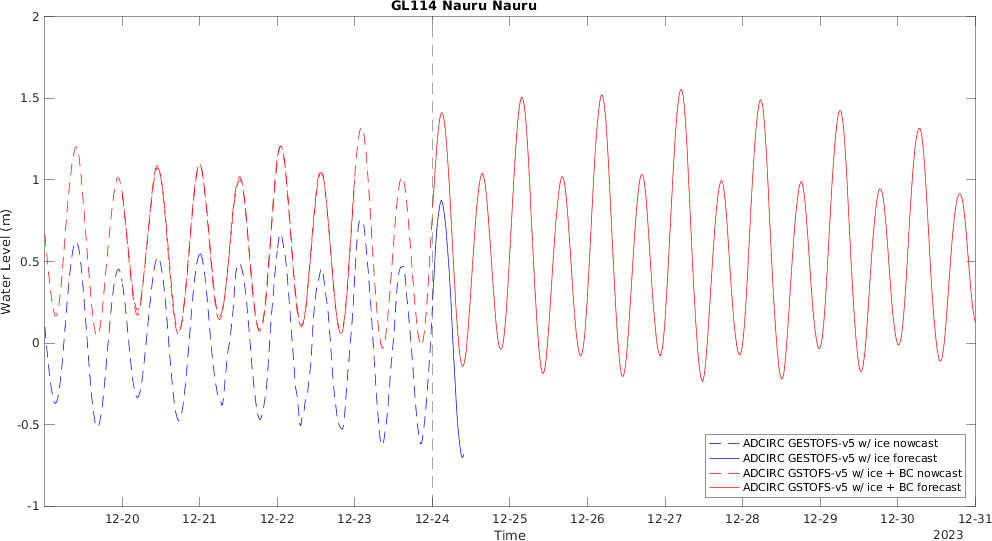 GL114 Nauru Nauru
2
1.5
1
0.5
0
-0.5
-1
Water Level (m)
12-20 12-21 12-22 12-23 12-24 12-25 12-26 12-27 12-28 12-29 12-30 12-31
Time
2023
ADCIRC GESTOFS-v5 w/ ice nowcast
ADCIRC GESTOFS-v5 w/ ice forecast
ADCIRC GSTOFS-v5 w/ ice + BC nowcast
ADCIRC GSTOFS-v5 w/ ice + BC forecast